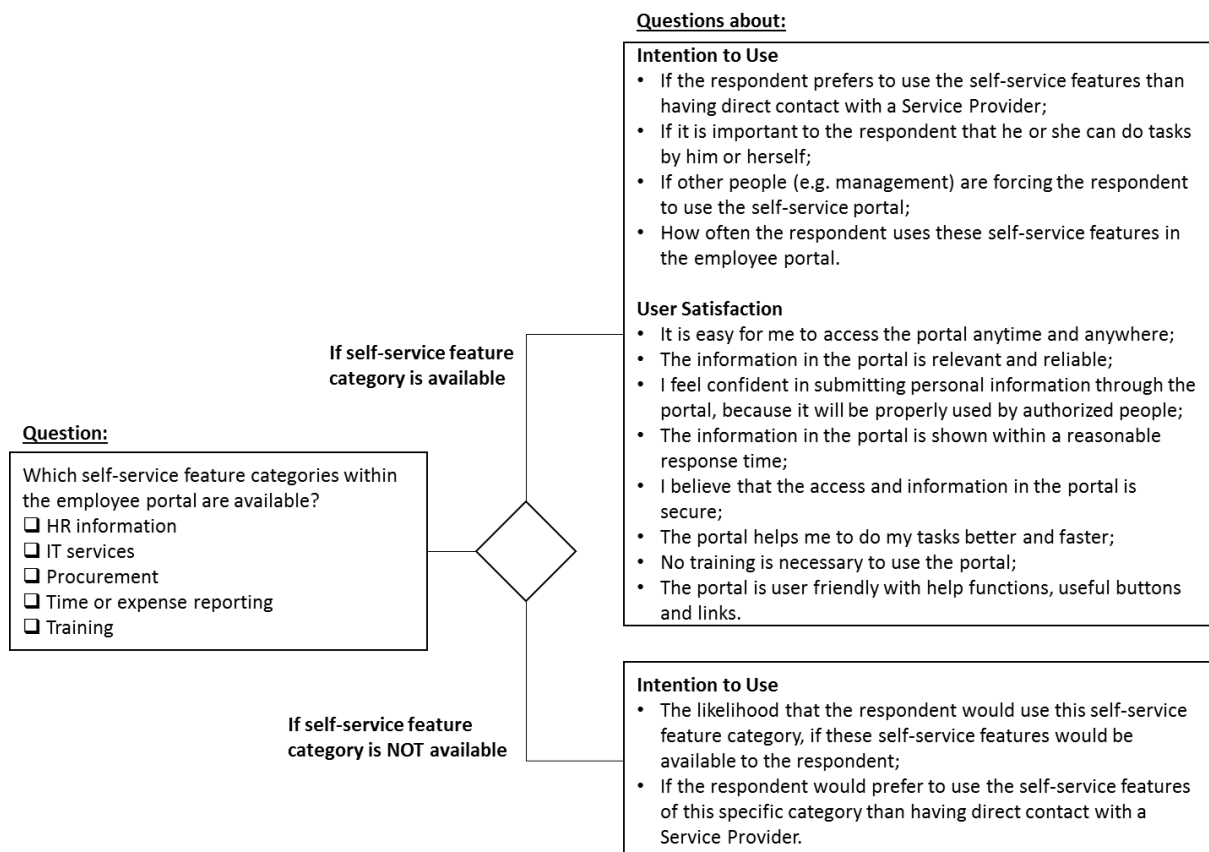 Questions about:
Intention to Use
• If the respondent prefers to use the self-service features than
having direct contact with a Service Provider;
• If it is important to the respondent that he or she can do tasks
by him or herself;
• If other people (e.g. management) are forcing the respondent
to use the self-service portal;
• How often the respondent uses these self-service features in
the employee portal.
User Satisfaction
• It is easy for me to access the portal anytime and anywhere;
• The information in the portal is relevant and reliable;
• I feel confident in submitting personal information through the
portal, because it will be properly used by authorized people;
• The information in the portal is shown within a reasonable
response time;
• I believe that the access and information in the portal is
secure;
• The portal helps me to do my tasks better and faster;
• No training is necessary to use the portal;
• The portal is user friendly with help functions, useful buttons
and links.
If self-service feature
category is available
Question:
Which self-service feature categories within
the employee portal are available?
❑ HR information
❑ IT services
❑ Procurement
❑ Time or expense reporting
❑ Training
If self-service feature
category is NOT available
Intention to Use
• The likelihood that the respondent would use this self-service
feature category, if these self-service features would be
available to the respondent;
• If the respondent would prefer to use the self-service features
of this specific category than having direct contact with a
Service Provider.